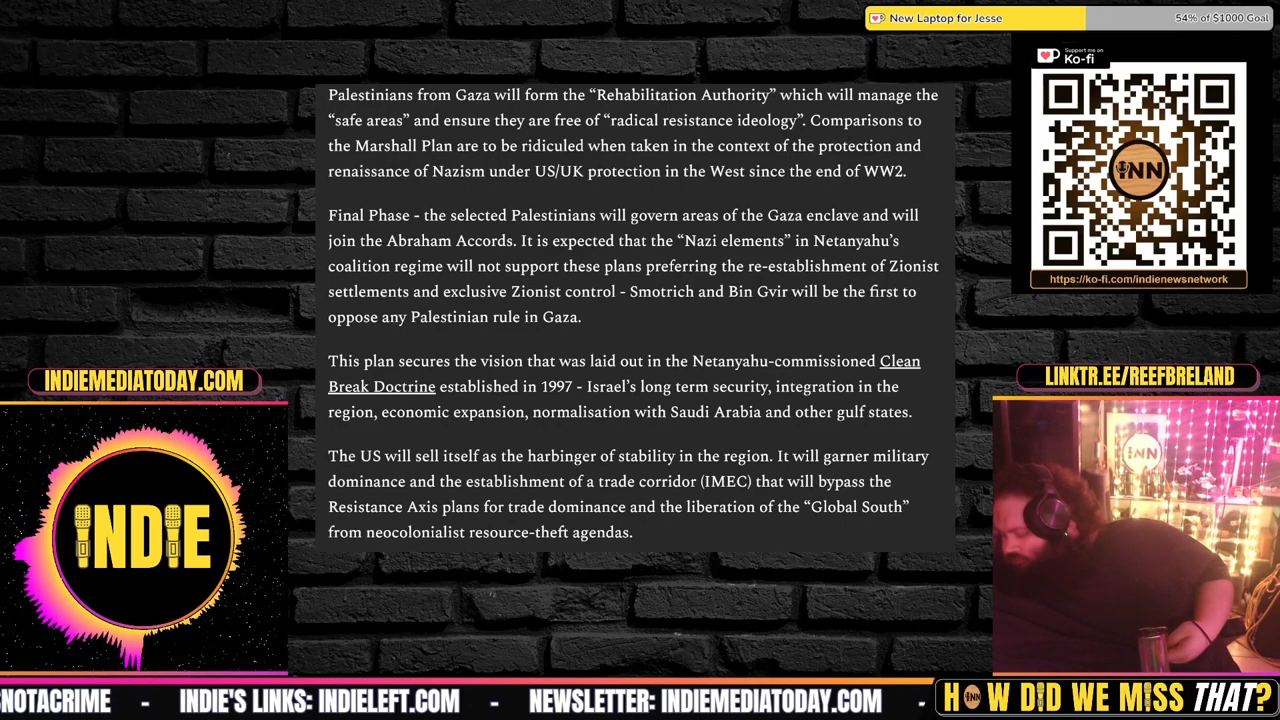 New Laptop for Jesse
54% of $1000 Goal
Support me on
Ko-fi
iNN
https://ko-fi.com/indienewsnetwork
Palestinians from Gaza will form the “Rehabilitation Authority” which will manage the
“safe areas” and ensure they are free of “radical resistance ideology”. Comparisons to
the Marshall Plan are to be ridiculed when taken in the context of the protection and
renaissance of Nazism under US/UK protection in the West since the end of WW2.
Final Phase - the selected Palestinians will govern areas of the Gaza enclave and will
join the Abraham Accords. It is expected that the “Nazi elements” in Netanyahu’s
coalition regime will not support these plans preferring the re-establishment of Zionist
settlements and exclusive Zionist control - Smotrich and Bin Gvir will be the first to
oppose any Palestinian rule in Gaza.
This plan secures the vision that was laid out in the Netanyahu-commissioned Clean
Break Doctrine established in 1997 - Israel’s long term security, integration in the
region, economic expansion, normalisation with Saudi Arabia and other gulf states.
The US will sell itself as the harbinger of stability in the region. It will garner military
dominance and the establishment of a trade corridor (IMEC) that will bypass the
Resistance Axis plans for trade dominance and the liberation of the “Global South”
from neocolonialist resource-theft agendas.
INDIEMEDIATODAY.COM
INDIE
LINKTR.EE/REEFBRELAND
iNN
SNOTACRIME - INDIE'S LINKS: INDIELEFT.COM - NEWSLETTER: INDIEMEDIATODAY.COM -
HOW DID WE MISS THAT?